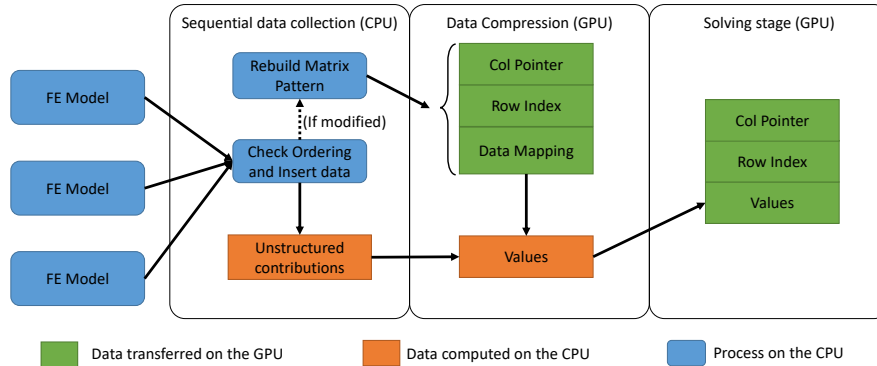 Sequential data collection (CPU)
Data Compression (GPU)
Solving stage (GPU)
FE Model
FE Model
FE Model
Rebuild Matrix
Pattern
(If modified)
Check Ordering
and Insert data
Unstructured
contributions
Col Pointer
Row Index
Data Mapping
Values
Col Pointer
Row Index
Values
Data transferred on the GPU
Data computed on the CPU
Process on the CPU